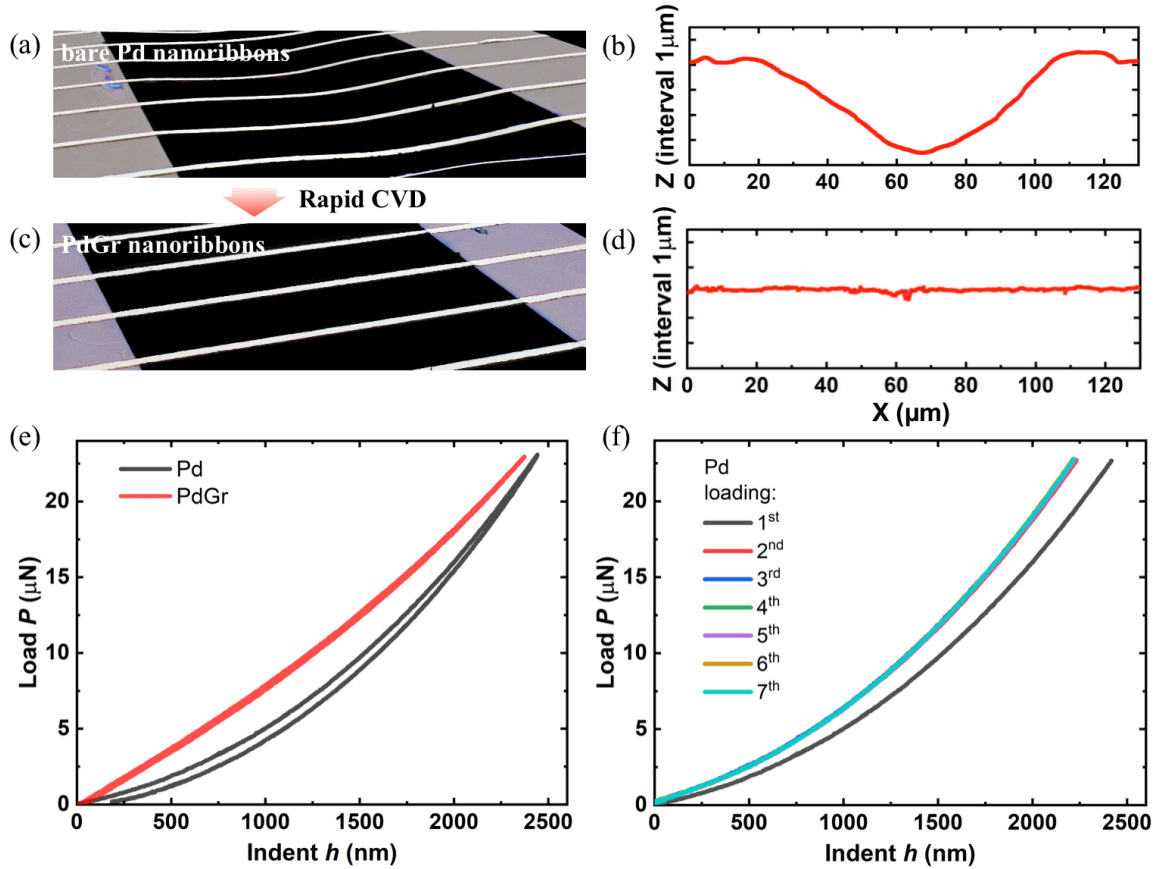 (a)
bare Pd nanoribbons
Rapid CVD
(b)
Z (interval 1μm)
0 20 40 60 80 100 120
(c)
PdGr nanoribbons
(d)
Z (interval 1μm)
0 20 40 60 80 100 120
X (μm)
(e)
Pd
PdGr
Load P (μN)
20
15
10
5
0
0 500 1000 1500 2000 2500
Indent h (nm)
(f)
Pd
loading:
1st
2nd
3rd
4th
5th
6th
7th
Load P (μN)
20
15
10
5
0
0 500 1000 1500 2000 2500
Indent h (nm)